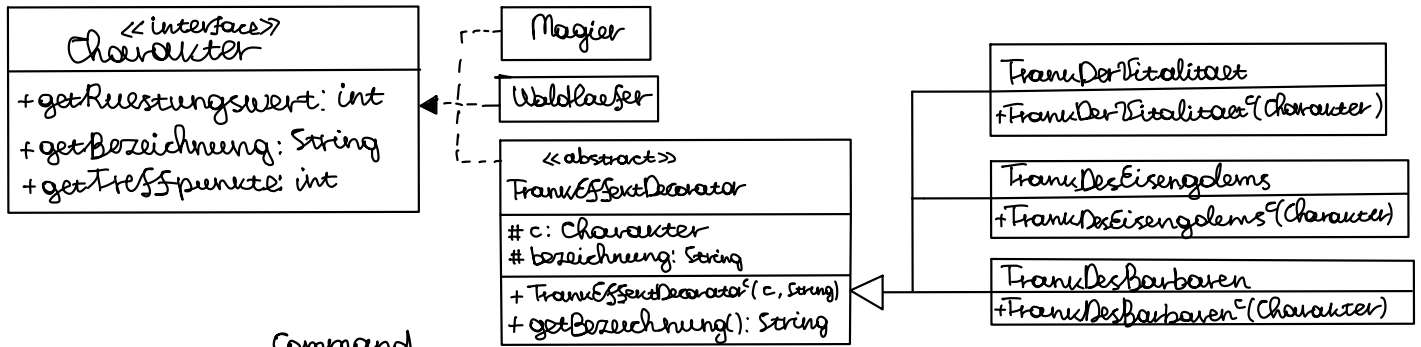 <<interface>>
Charakter
+getRuestungswert: int
+getBezeichnung: String
+getTreffpunkte: int
Magier
Waldlaefer
<<abstract>>
TrankEffektDecorator
# c: Charakter
# bezeichnung: String
+ TrankEffektDecorator c(c, String)
+ getBezeichnung(): String
TrankDerVitalitaet
+TrankDerVitalitaet c(Charakter)
TrankDesEisengolems
+TrankDesEisengolems c(Charakter)
TrankDesBarbaren
+TrankDesBarbaren c(Charakter)
Command